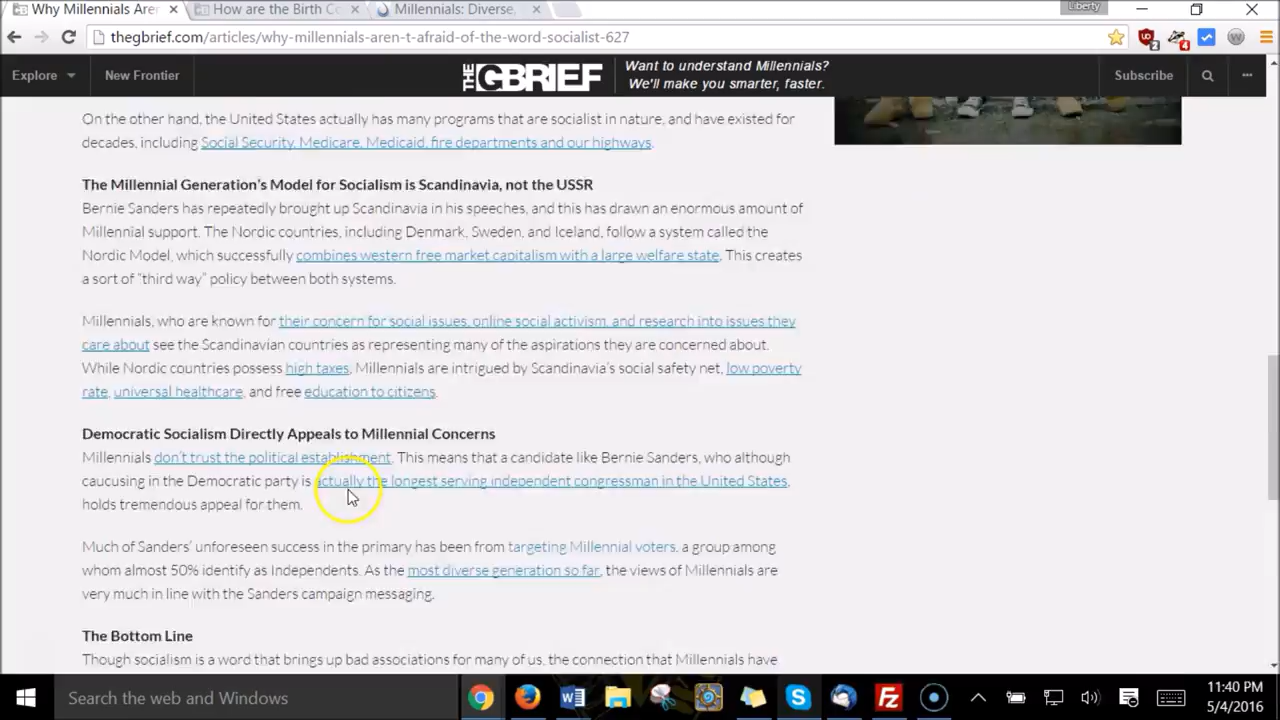 Why Millennials Aren
How are the Birth Co
Millennials: Diverse,
Liberty
thegbrief.com/articles/why-millennials-aren-t-afraid-of-the-word-socialist-627
Explore
New Frontier
THE GBRIEF
Want to understand Millennials?
We'll make you smarter, faster.
Subscribe
On the other hand, the United States actually has many programs that are socialist in nature, and have existed for
decades, including Social Security, Medicare, Medicaid, fire departments and our highways.
The Millennial Generation's Model for Socialism is Scandinavia, not the USSR
Bernie Sanders has repeatedly brought up Scandinavia in his speeches, and this has drawn an enormous amount of
Millennial support. The Nordic countries, including Denmark, Sweden, and Iceland, follow a system called the
Nordic Model, which successfully combines western free market capitalism with a large welfare state. This creates
a sort of “third way” policy between both systems.
Millennials, who are known for their concern for social issues, online social activism, and research into issues they
care about see the Scandinavian countries as representing many of the aspirations they are concerned about.
While Nordic countries possess high taxes, Millennials are intrigued by Scandinavia's social safety net, low poverty
rate, universal healthcare, and free education to citizens.
Democratic Socialism Directly Appeals to Millennial Concerns
Millennials don't trust the political establishment. This means that a candidate like Bernie Sanders, who although
caucusing in the Democratic party is actually the longest serving independent congressman in the United States,
holds tremendous appeal for them.
Much of Sanders' unforeseen success in the primary has been from targeting Millennial voters. a group among
whom almost 50% identify as Independents. As the most diverse generation so far, the views of Millennials are
very much in line with the Sanders campaign messaging.
The Bottom Line
Though socialism is a word that brings up bad associations for many of us, the connection that Millennials have
Search the web and Windows
11:40 PM
5/4/2016